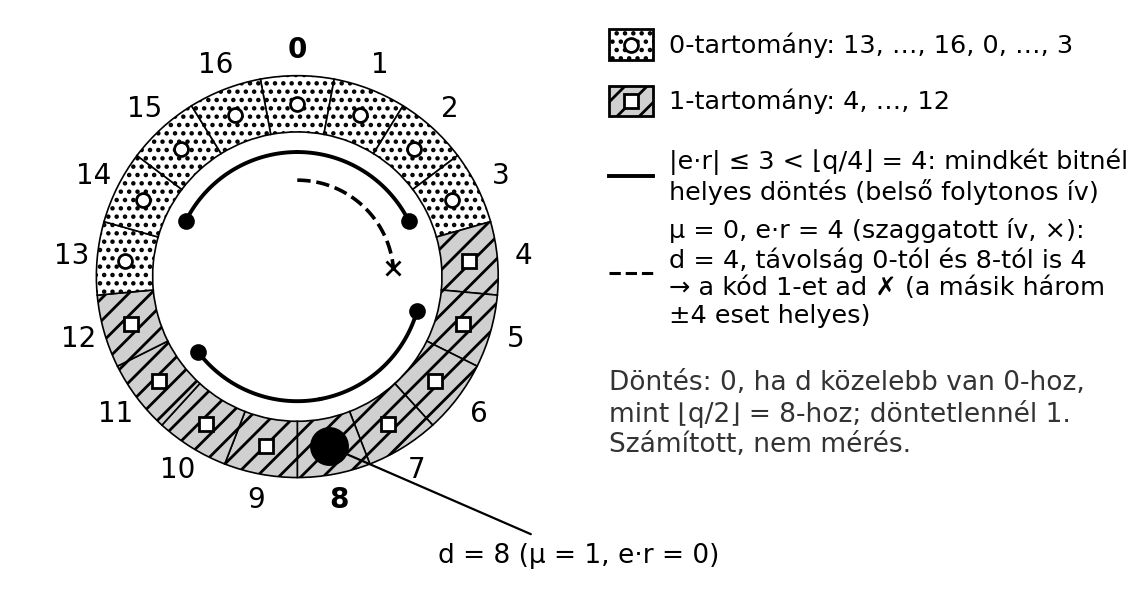 0
1
2
3
4
5
6
7
8
9
10
11
12
13
14
15
16
d = 8 (μ = 1, e·r = 0)
0-tartomány: 13, …, 16, 0, …, 3
1-tartomány: 4, …, 12
|e·r| ≤ 3 < ⌊q/4⌋ = 4: mindkét bitnél
helyes döntés (belső folytonos ív)
μ = 0, e·r = 4 (szaggatott ív, ×):
d = 4, távolság 0-tól és 8-tól is 4
→ a kód 1-et ad ✗ (a másik három
±4 eset helyes)
Döntés: 0, ha d közelebb van 0-hoz,
mint ⌊q/2⌋ = 8-hoz; döntetlennél 1.
Számított, nem mérés.